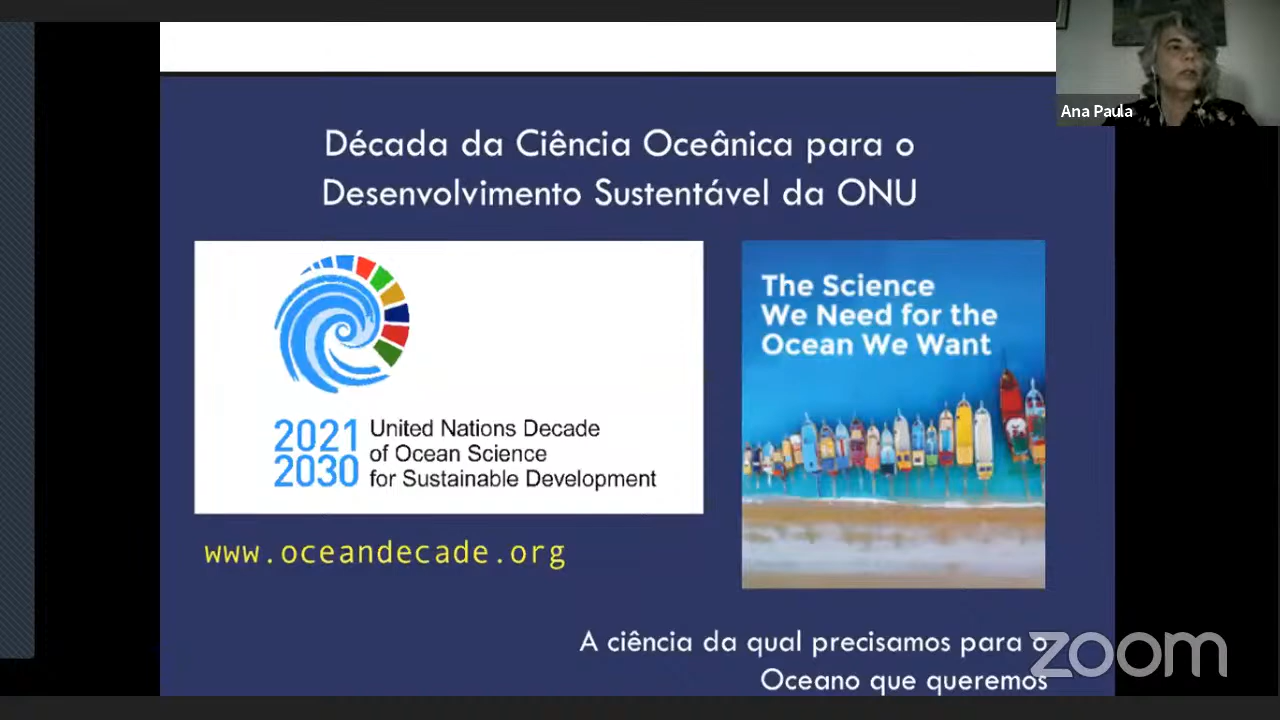 Ana Paula
Década da Ciência Oceânica para o
Desenvolvimento Sustentável da ONU
The Science
We Need for the
Ocean We Want
2021
2030
United Nations Decade
of Ocean Science
for Sustainable Development
www.oceandecade.org
A ciência da qual precisamos para o
Oceano que queremos
zoom